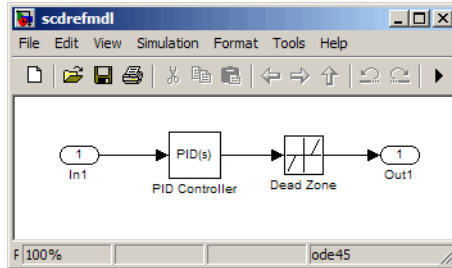 scdrefmdl
File Edit View Simulation Format Tools Help
1
PID(s)
1
In1
PID Controller
Dead Zone
Out1
F 100%
ode45